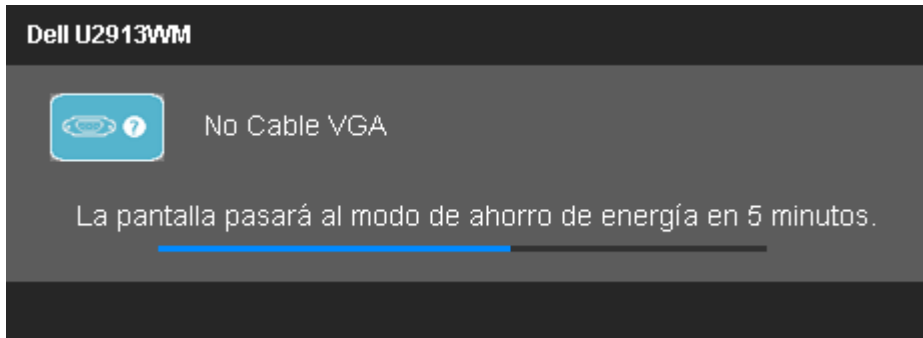 Dell U2913WM
?
No Cable VGA
La pantalla pasará al modo de ahorro de energía en 5 minutos.